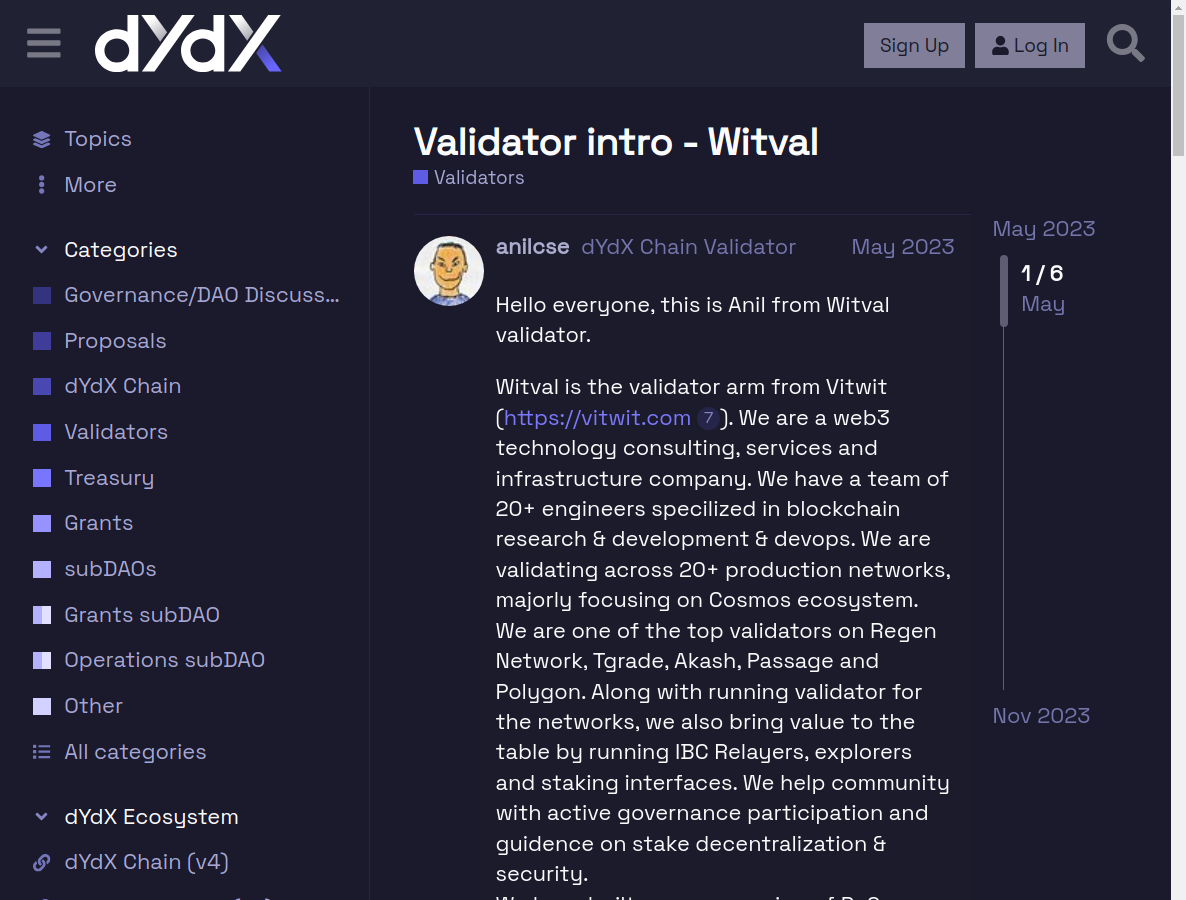 dYdX
Sign Up
Log In
Topics
More
Categories
Governance/DAO Discuss...
Proposals
dYdX Chain
Validators
Treasury
Grants
subDAOs
Grants subDAO
Operations subDAO
Other
All categories
dYdX Ecosystem
dYdX Chain (v4)
Validator intro - Witval
Validators
anilcse dYdX Chain Validator May 2023
Hello everyone, this is Anil from Witval
validator.
Witval is the validator arm from Vitwit
(https://vitwit.com 7). We are a web3
technology consulting, services and
infrastructure company. We have a team of
20+ engineers specilized in blockchain
research & development & devops. We are
validating across 20+ production networks,
majorly focusing on Cosmos ecosystem.
We are one of the top validators on Regen
Network, Tgrade, Akash, Passage and
Polygon. Along with running validator for
the networks, we also bring value to the
table by running IBC Relayers, explorers
and staking interfaces. We help community
with active governance participation and
guidence on stake decentralization &
security.
May 2023
1 / 6
May
Nov 2023